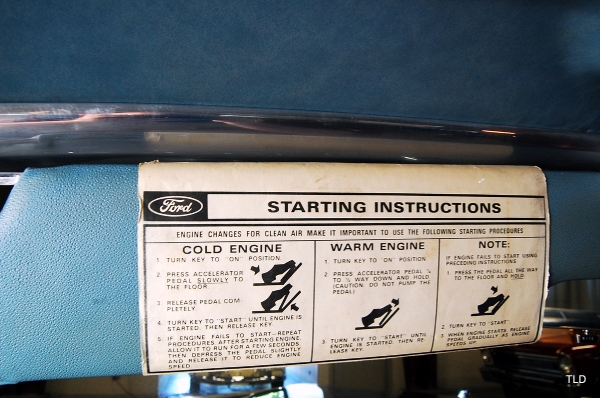 Ford
STARTING INSTRUCTIONS
ENGINE CHANGES FOR CLEAN AIR MAKE IT IMPORTANT TO USE THE FOLLOWING STARTING PROCEDURES
COLD ENGINE
1. TURN KEY TO "ON" POSITION
2. PRESS ACCELERATOR
PEDAL SLOWLY TO
THE FLOOR.
3. RELEASE PEDAL COM-
PLETELY.
4. TURN KEY TO "START" UNTIL ENGINE IS
STARTED, THEN RELEASE KEY.
5. IF ENGINE FAILS TO START—REPEAT
PROCEDURES. AFTER STARTING ENGINE,
ALLOW IT TO RUN FOR A FEW SECONDS,
THEN DEPRESS THE PEDAL SLIGHTLY
AND RELEASE IT TO REDUCE ENGINE
SPEED.
WARM ENGINE
1. TURN KEY TO "ON" POSITION
2. PRESS ACCELERATOR PEDAL
TO ½ WAY DOWN AND HOLD
(CAUTION: DO NOT PUMP THE
PEDAL)
3. TURN KEY TO "START" UNTIL
ENGINE IS STARTED, THEN RE-
LEASE KEY
NOTE:
IF ENGINE FAILS TO START USING
PRECEDING INSTRUCTIONS
1. PRESS THE PEDAL ALL THE WAY
TO THE FLOOR AND HOLD.
2. TURN KEY TO "START"
3. WHEN ENGINE STARTS, RELEASE
PEDAL GRADUALLY AS ENGINE
SPEEDS UP.
TLD